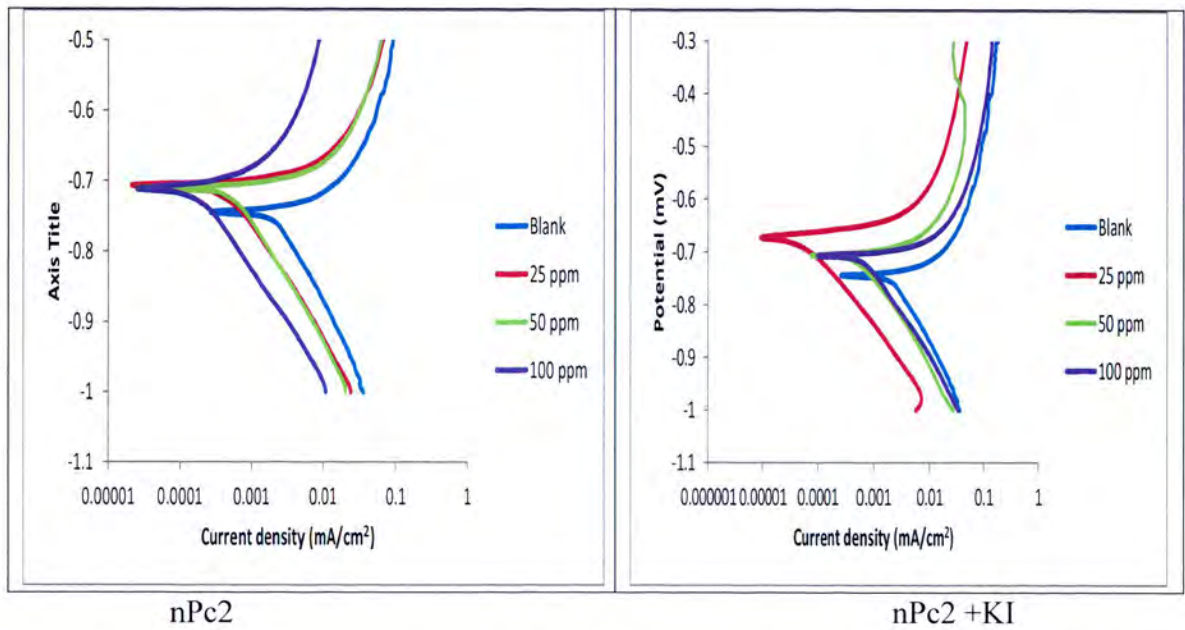 -0.5
-0.6
-0.7
-0.8
-0.9
-1
-1.1
Axis Title
0.00001 0.0001 0.001 0.01 0.1 1
Current density (mA/cm²)
Blank
25 ppm
50 ppm
100 ppm
nPc2
-0.3
-0.4
-0.5
-0.6
-0.7
-0.8
-0.9
-1
-1.1
Potential (mV)
0.000001 0.00001 0.0001 0.001 0.01 0.1 1
Current density (mA/cm²)
Blank
25 ppm
50 ppm
100 ppm
nPc2 +KI